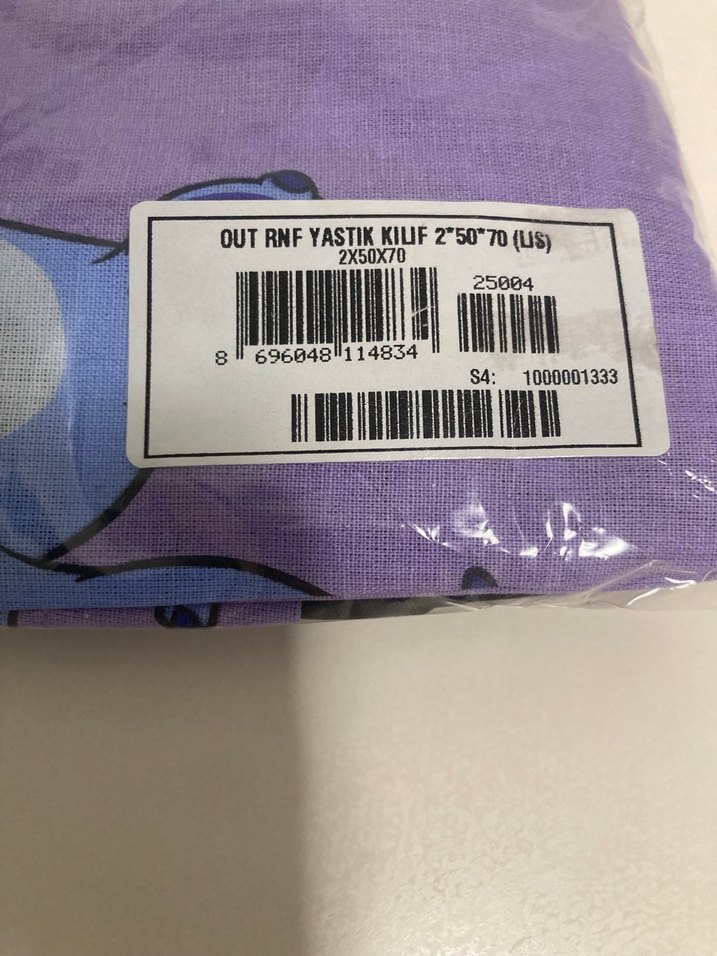 OUT RNF YASTIK KILIF 2*50*70 (LIS)
2X50X70
25004
8 696048 114834
S4: 1000001333